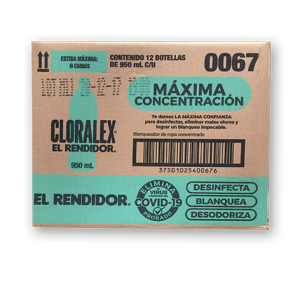 ESTIBA MÁXIMA:
8 CAMAS
CONTENIDO 12 BOTELLAS
DE 950 mL C/U
0067
MÁXIMA
CONCENTRACIÓN
Te damos LA MÁXIMA CONFIANZA
para desinfectar, eliminar malos olores y
lograr un blanqueo impecable.
Blanqueador de ropa concentrado
CLORALEX
EL RENDIDOR.
950 mL
37501025400676
EL RENDIDOR.
ELIMINA
VIRUS
COVID-19
PROBADO
DESINFECTA
BLANQUEA
DESODORIZA